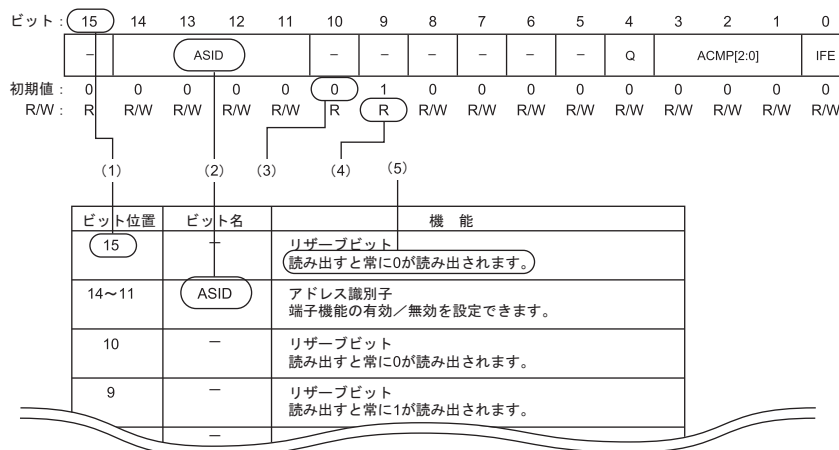 ビット : 15 14 13 12 11 10 9 8 7 6 5 4 3 2 1 0
− ASID − − − − − − Q ACMP[2:0] IFE
初期値 : 0 0 0 0 0 0 1 0 0 0 0 0 0 0 0 0
R/W : R R/W R/W R/W R/W R R R/W R/W R/W R/W R/W R/W R/W R/W R/W
(1) (2) (3) (4) (5)
ビット位置 ビット名 機 能
15 − リザーブビット
読み出すと常に0が読み出されます。
14～11 ASID アドレス識別子
端子機能の有効／無効を設定できます。
10 − リザーブビット
読み出すと常に0が読み出されます。
9 − リザーブビット
読み出すと常に1が読み出されます。
−